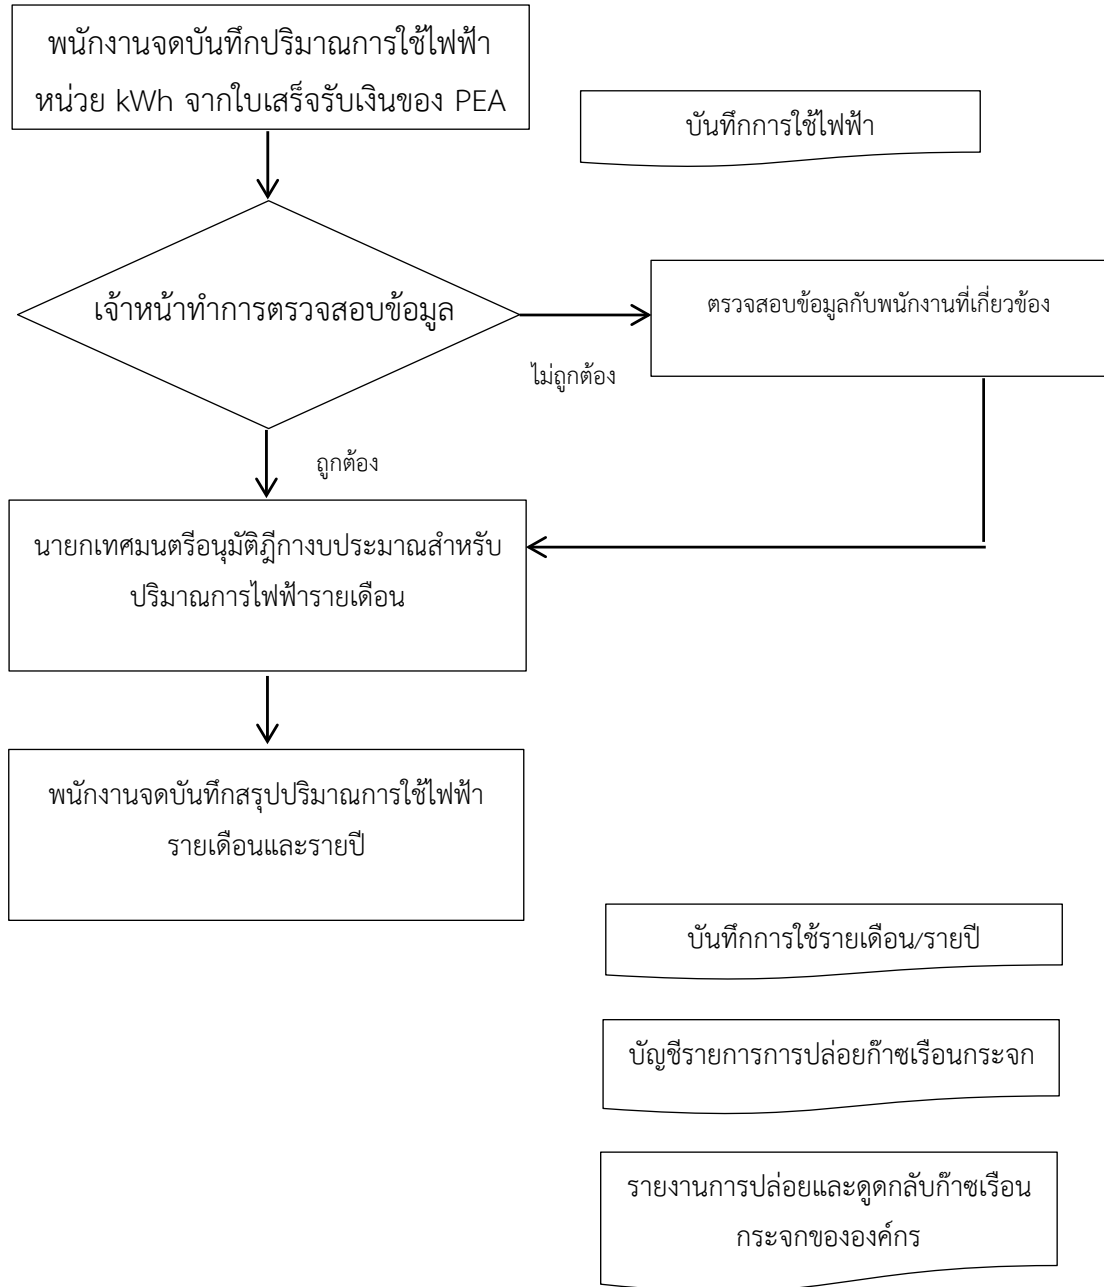 พนักงานจดบันทึกปริมาณการใช้ไฟฟ้า
หน่วย kWh จากใบเสร็จรับเงินของ PEA
บันทึกการใช้ไฟฟ้า
เจ้าหน้าทำการตรวจสอบข้อมูล
ตรวจสอบข้อมูลกับพนักงานที่เกี่ยวข้อง
ไม่ถูกต้อง
ถูกต้อง
นายกเทศมนตรีอนุมัติฎีกางบประมาณสำหรับ
ปริมาณการไฟฟ้ารายเดือน
พนักงานจดบันทึกสรุปปริมาณการใช้ไฟฟ้า
รายเดือนและรายปี
บันทึกการใช้รายเดือน/รายปี
บัญชีรายการการปล่อยก๊าซเรือนกระจก
รายงานการปล่อยและดูดกลับก๊าซเรือน
กระจกขององค์กร